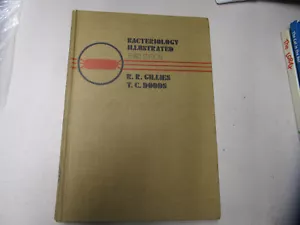 BACTERIOLOGY
ILLUSTRATED
R. R. GILLIES
T. C. DODDS